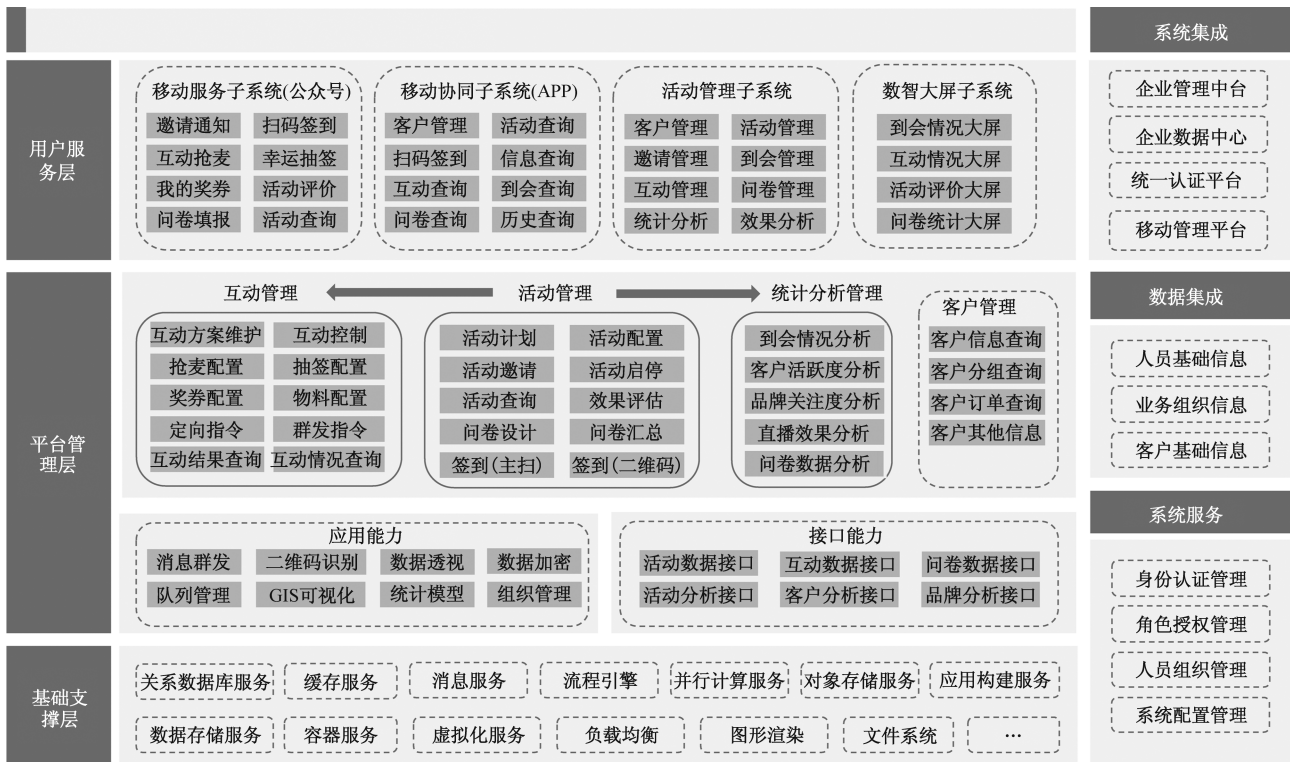 用户服
务层
移动服务子系统(公众号)
邀请通知 扫码签到
互动抢麦 幸运抽签
我的奖券 活动评价
问卷填报 活动查询
移动协同子系统(APP)
客户管理 活动查询
扫码签到 信息查询
互动查询 到会查询
问卷查询 历史查询
活动管理子系统
客户管理 活动管理
邀请管理 到会管理
互动管理 问卷管理
统计分析 效果分析
数智大屏子系统
到会情况大屏
互动情况大屏
活动评价大屏
问卷统计大屏
平台管
理层
互动管理
互动方案维护 互动控制
抢麦配置 抽签配置
奖券配置 物料配置
定向指令 群发指令
互动结果查询 互动情况查询
活动管理
活动计划 活动配置
活动邀请 活动启停
活动查询 效果评估
问卷设计 问卷汇总
签到(主扫) 签到(二维码)
统计分析管理
到会情况分析
客户活跃度分析
品牌关注度分析
直播效果分析
问卷数据分析
客户管理
客户信息查询
客户分组查询
客户订单查询
客户其他信息
应用能力
消息群发 二维码识别 数据透视 数据加密
队列管理 GIS可视化 统计模型 组织管理
接口能力
活动数据接口 互动数据接口 问卷数据接口
活动分析接口 客户分析接口 品牌分析接口
基础支
撑层
关系数据库服务 缓存服务 消息服务 流程引擎 并行计算服务 对象存储服务 应用构建服务
数据存储服务 容器服务 虚拟化服务 负载均衡 图形渲染 文件系统 …
系统集成
企业管理中台
企业数据中心
统一认证平台
移动管理平台
数据集成
人员基础信息
业务组织信息
客户基础信息
系统服务
身份认证管理
角色授权管理
人员组织管理
系统配置管理